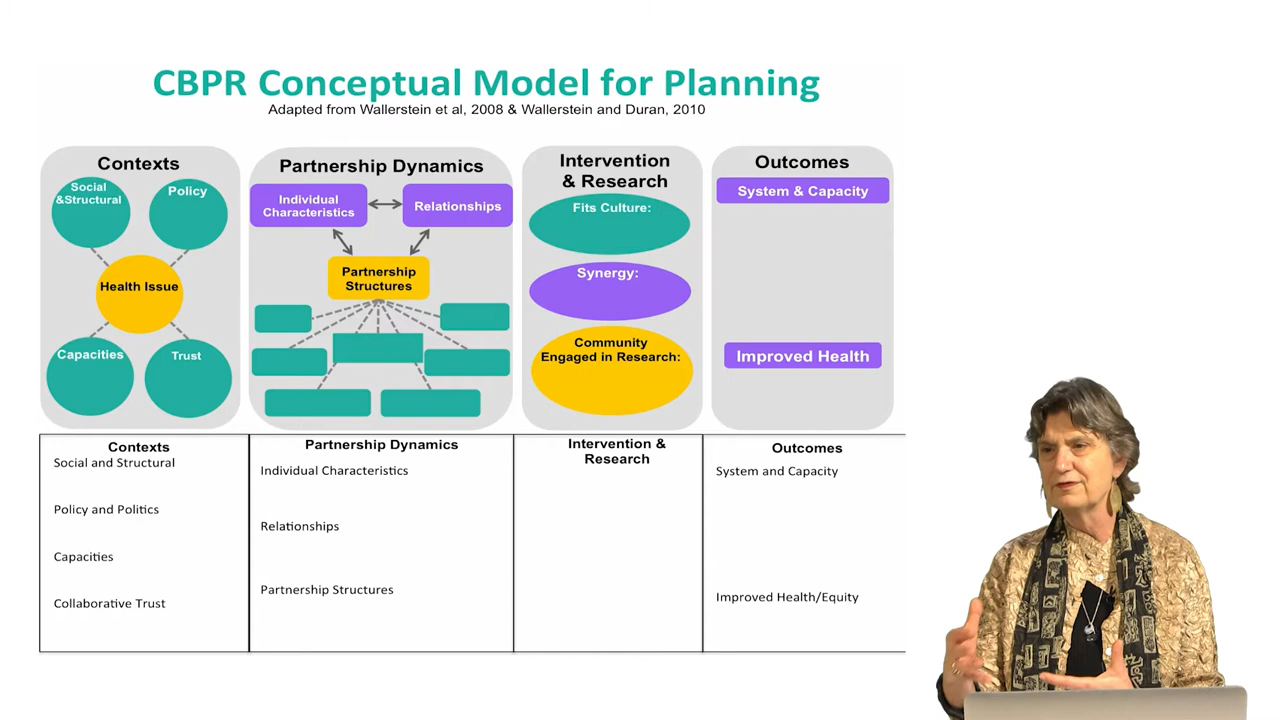 CBPR Conceptual Model for Planning
Adapted from Wallerstein et al, 2008 & Wallerstein and Duran, 2010
Contexts
Social
&Structural
Policy
Health Issue
Capacities
Trust
Partnership Dynamics
Individual
Characteristics
Relationships
Partnership
Structures
Intervention
& Research
Fits Culture:
Synergy:
Community
Engaged in Research:
Outcomes
System & Capacity
Improved Health
Contexts
Social and Structural
Policy and Politics
Capacities
Collaborative Trust
Partnership Dynamics
Individual Characteristics
Relationships
Partnership Structures
Intervention &
Research
Outcomes
System and Capacity
Improved Health/Equity